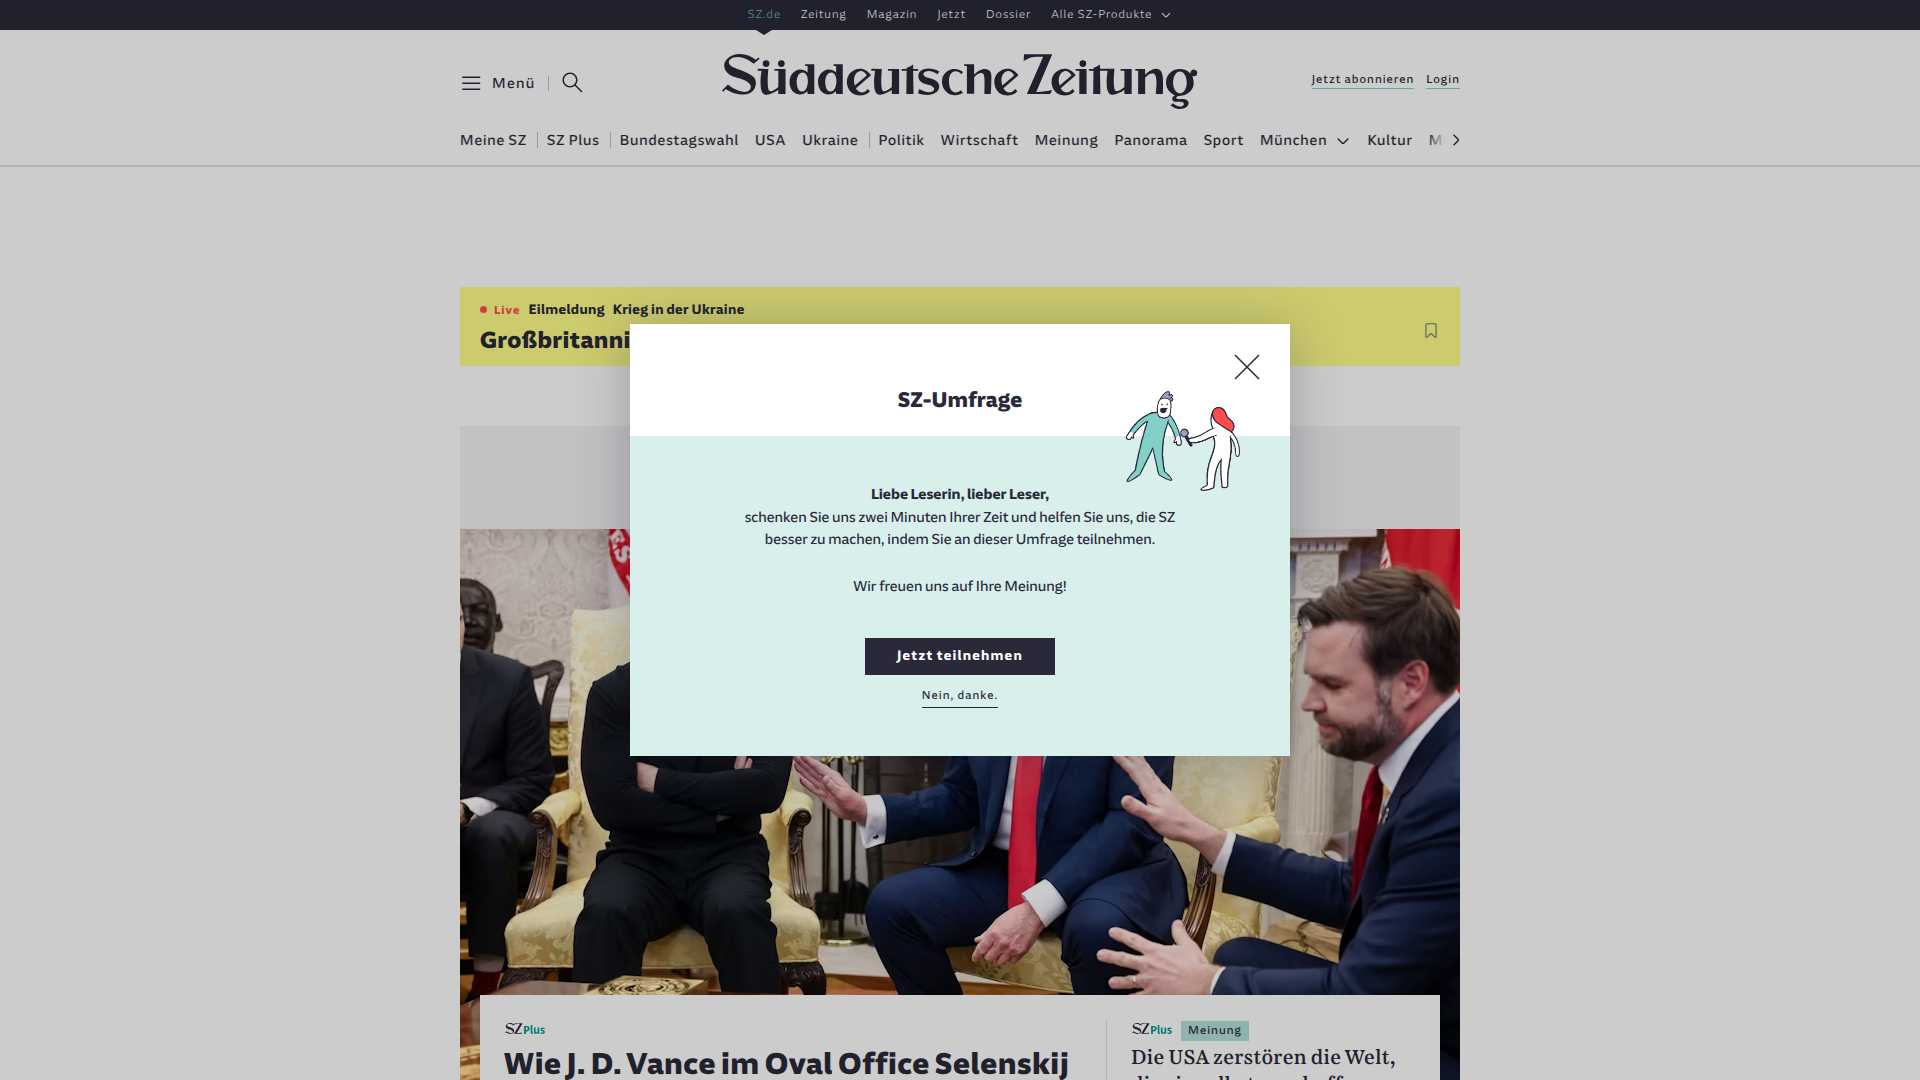 SZ.de Zeitung Magazin Jetzt Dossier Alle SZ-Produkte
Menü
Süddeutsche Zeitung
Jetzt abonnieren Login
Meine SZ SZ Plus Bundestagswahl USA Ukraine Politik Wirtschaft Meinung Panorama Sport München Kultur M
Live Eilmeldung Krieg in der Ukraine
Großbritanni
SZ-Umfrage
Liebe Leserin, lieber Leser,
schenken Sie uns zwei Minuten Ihrer Zeit und helfen Sie uns, die SZ
besser zu machen, indem Sie an dieser Umfrage teilnehmen.
Wir freuen uns auf Ihre Meinung!
Jetzt teilnehmen
Nein, danke.
SZ Plus
Wie J. D. Vance im Oval Office Selenskij
SZ Plus Meinung
Die USA zerstören die Welt,